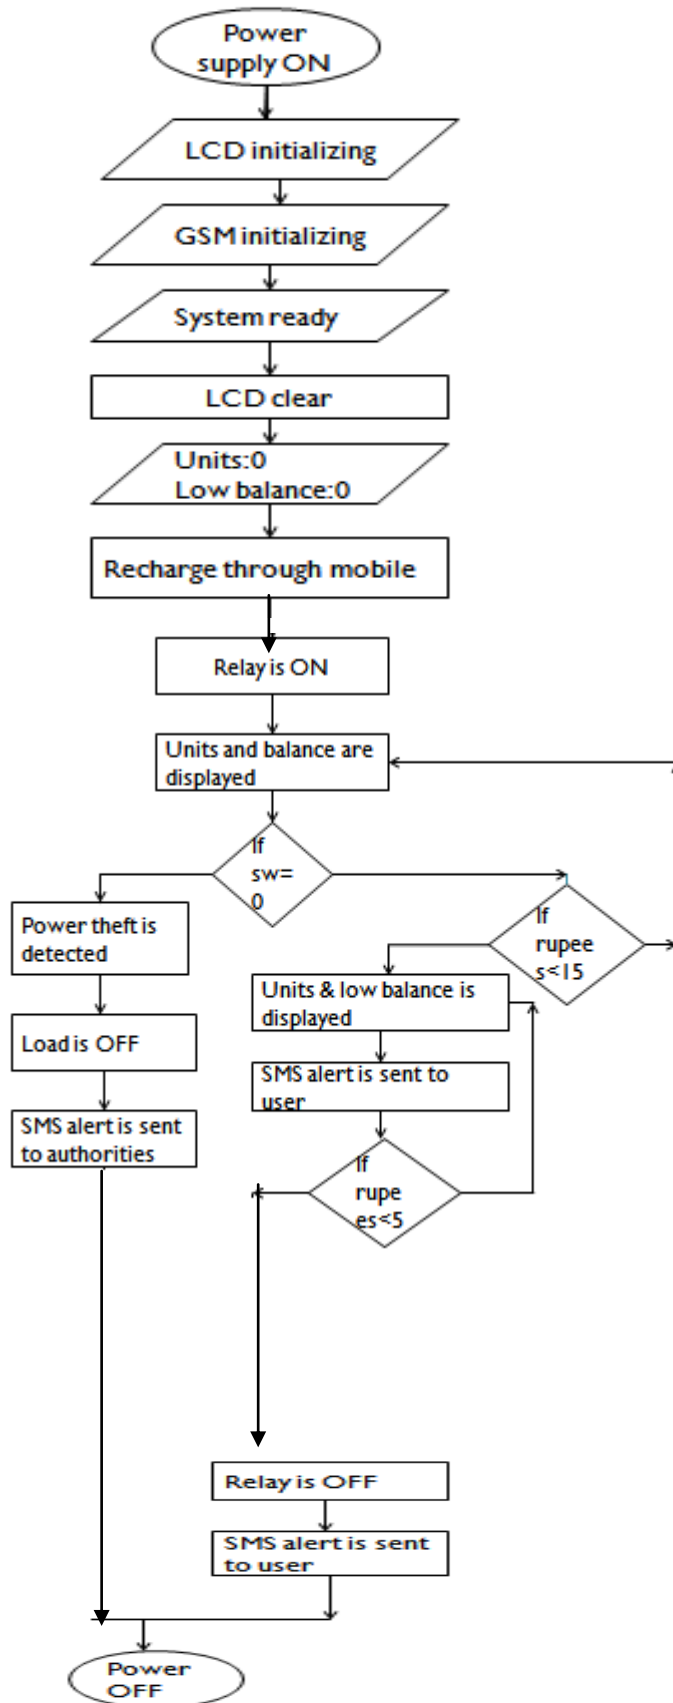 Power
supply ON
LCD initializing
GSM initializing
System ready
LCD clear
Units:0
Low balance:0
Recharge through mobile
Relay is ON
Units and balance are
displayed
If
sw=
0
Power theft is
detected
If
rupee
s<15
Units & low balance is
displayed
Load is OFF
SMS alert is sent to
user
SMS alert is sent
to authorities
If
rupe
es<5
Relay is OFF
SMS alert is sent
to user
Power
OFF